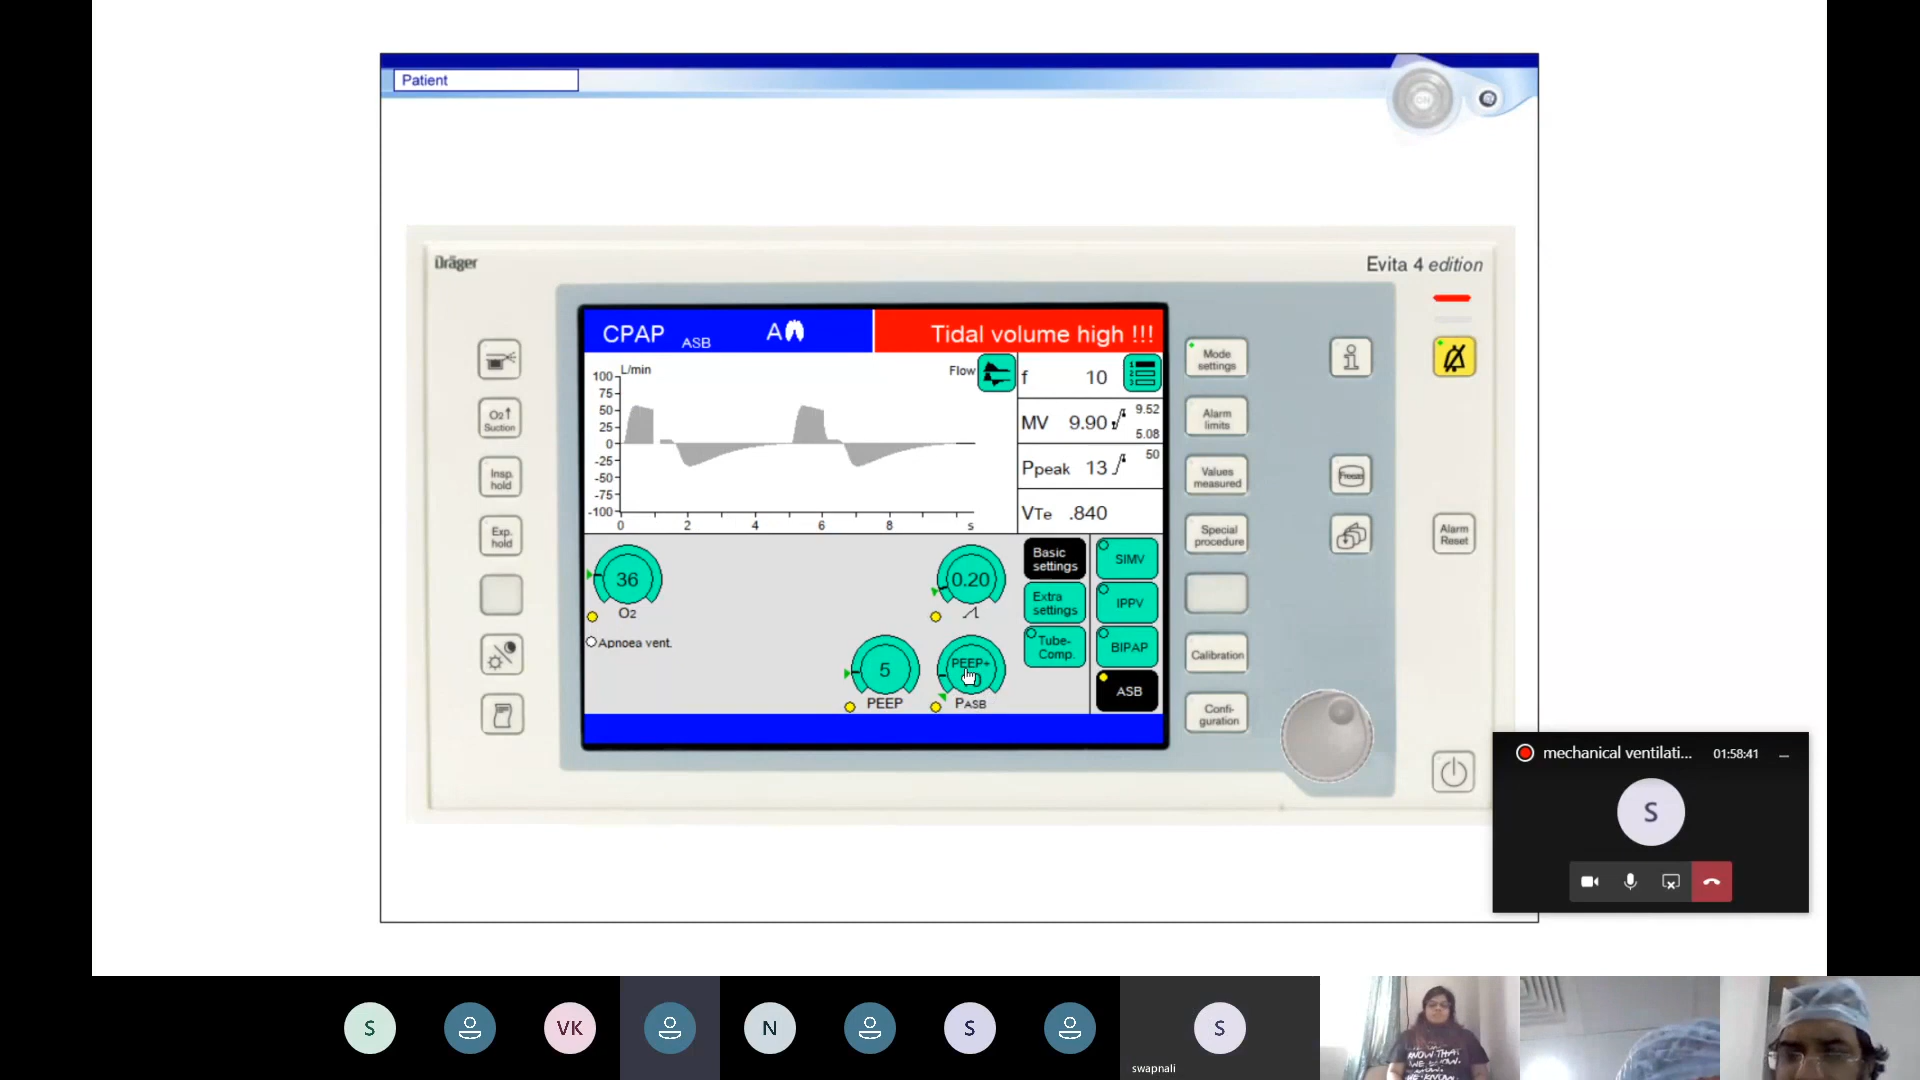 Patient
ON
Dräger
Evita 4 edition
CPAP ASB A
Tidal volume high !!!
L/min
Flow
100
75
50
25
0
-25
-50
-75
-100
0 2 4 6 8 s
f 10
MV 9.90 9.52
5.08
Ppeak 13 50
VTe .840
36
O2
Apnoea vent.
0.20
5
PEEP
PEEP+
PASB
Basic settings
Extra settings
Tube-Comp.
SIMV
IPPV
BIPAP
ASB
O2↑
Suction
Insp. hold
Exp. hold
Mode settings
Alarm limits
Values measured
Special procedure
Calibration
Confi-guration
Freeze
Alarm Reset
mechanical ventilati... 01:58:41
S
S
VK
N
S
S
swapnali
KNOW THAT